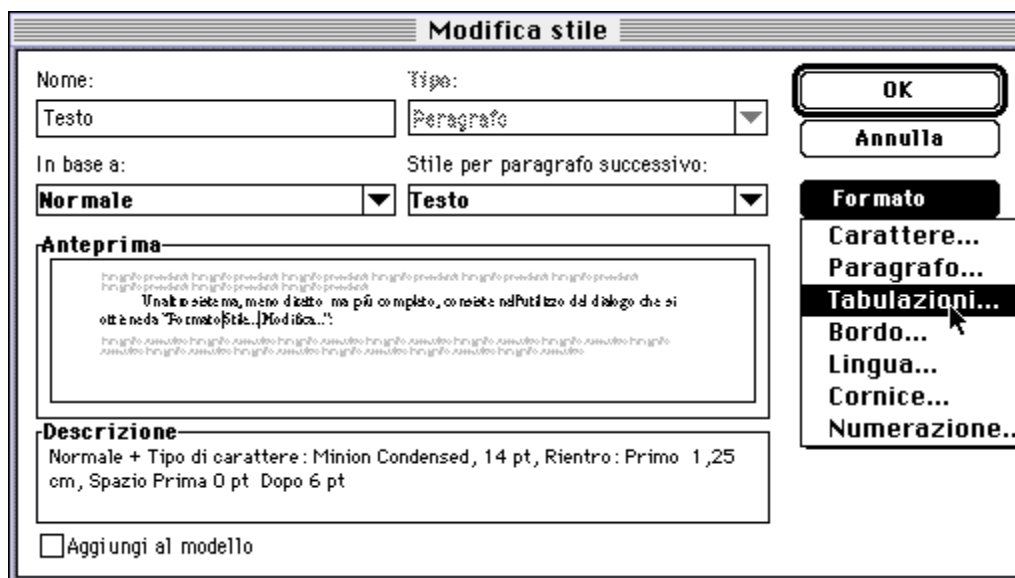 Modifica stile
Nome:
Tipo:
Testo
Paragrafo
OK
Annulla
In base a:
Stile per paragrafo successivo:
Normale
Testo
Formato
Carattere...
Paragrafo...
Tabulazioni...
Bordo...
Lingua...
Cornice...
Numerazione..
Anteprima
Un altro sistema, meno diretto ma più completo, consiste nell'utilizzo del dialogo che si
ottiene da "Formato|Stile...|Modifica...":
Descrizione
Normale + Tipo di carattere: Minion Condensed, 14 pt, Rientro: Primo 1,25
cm, Spazio Prima 0 pt Dopo 6 pt
Aggiungi al modello